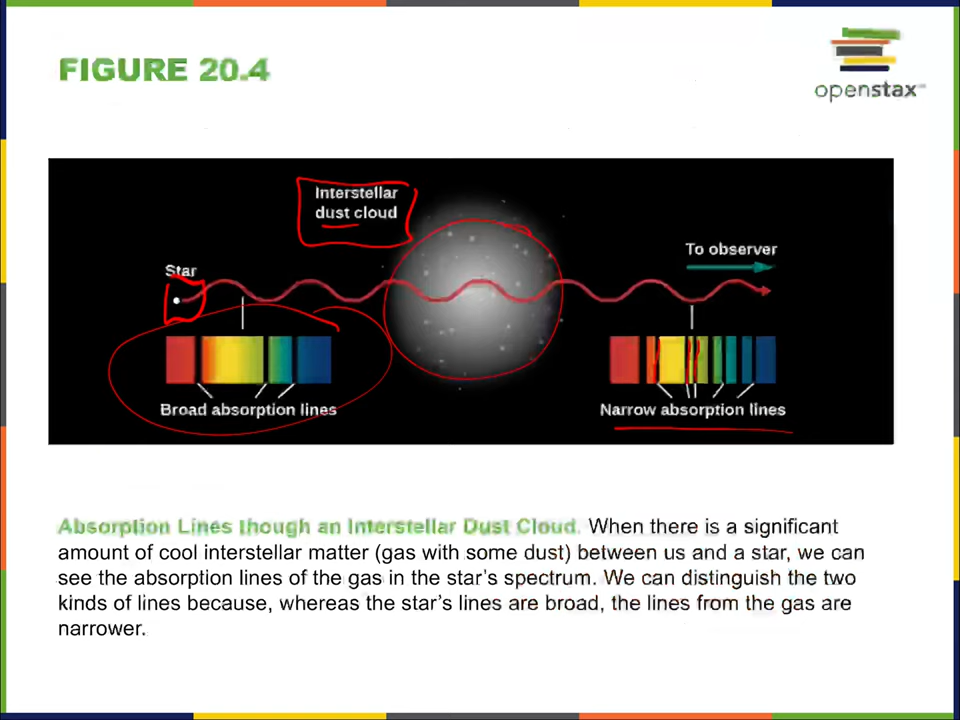 FIGURE 20.4
openstax
Interstellar
dust cloud
To observer
Star
Broad absorption lines
Narrow absorption lines
Absorption Lines though an Interstellar Dust Cloud. When there is a significant
amount of cool interstellar matter (gas with some dust) between us and a star, we can
see the absorption lines of the gas in the star's spectrum. We can distinguish the two
kinds of lines because, whereas the star's lines are broad, the lines from the gas are
narrower.